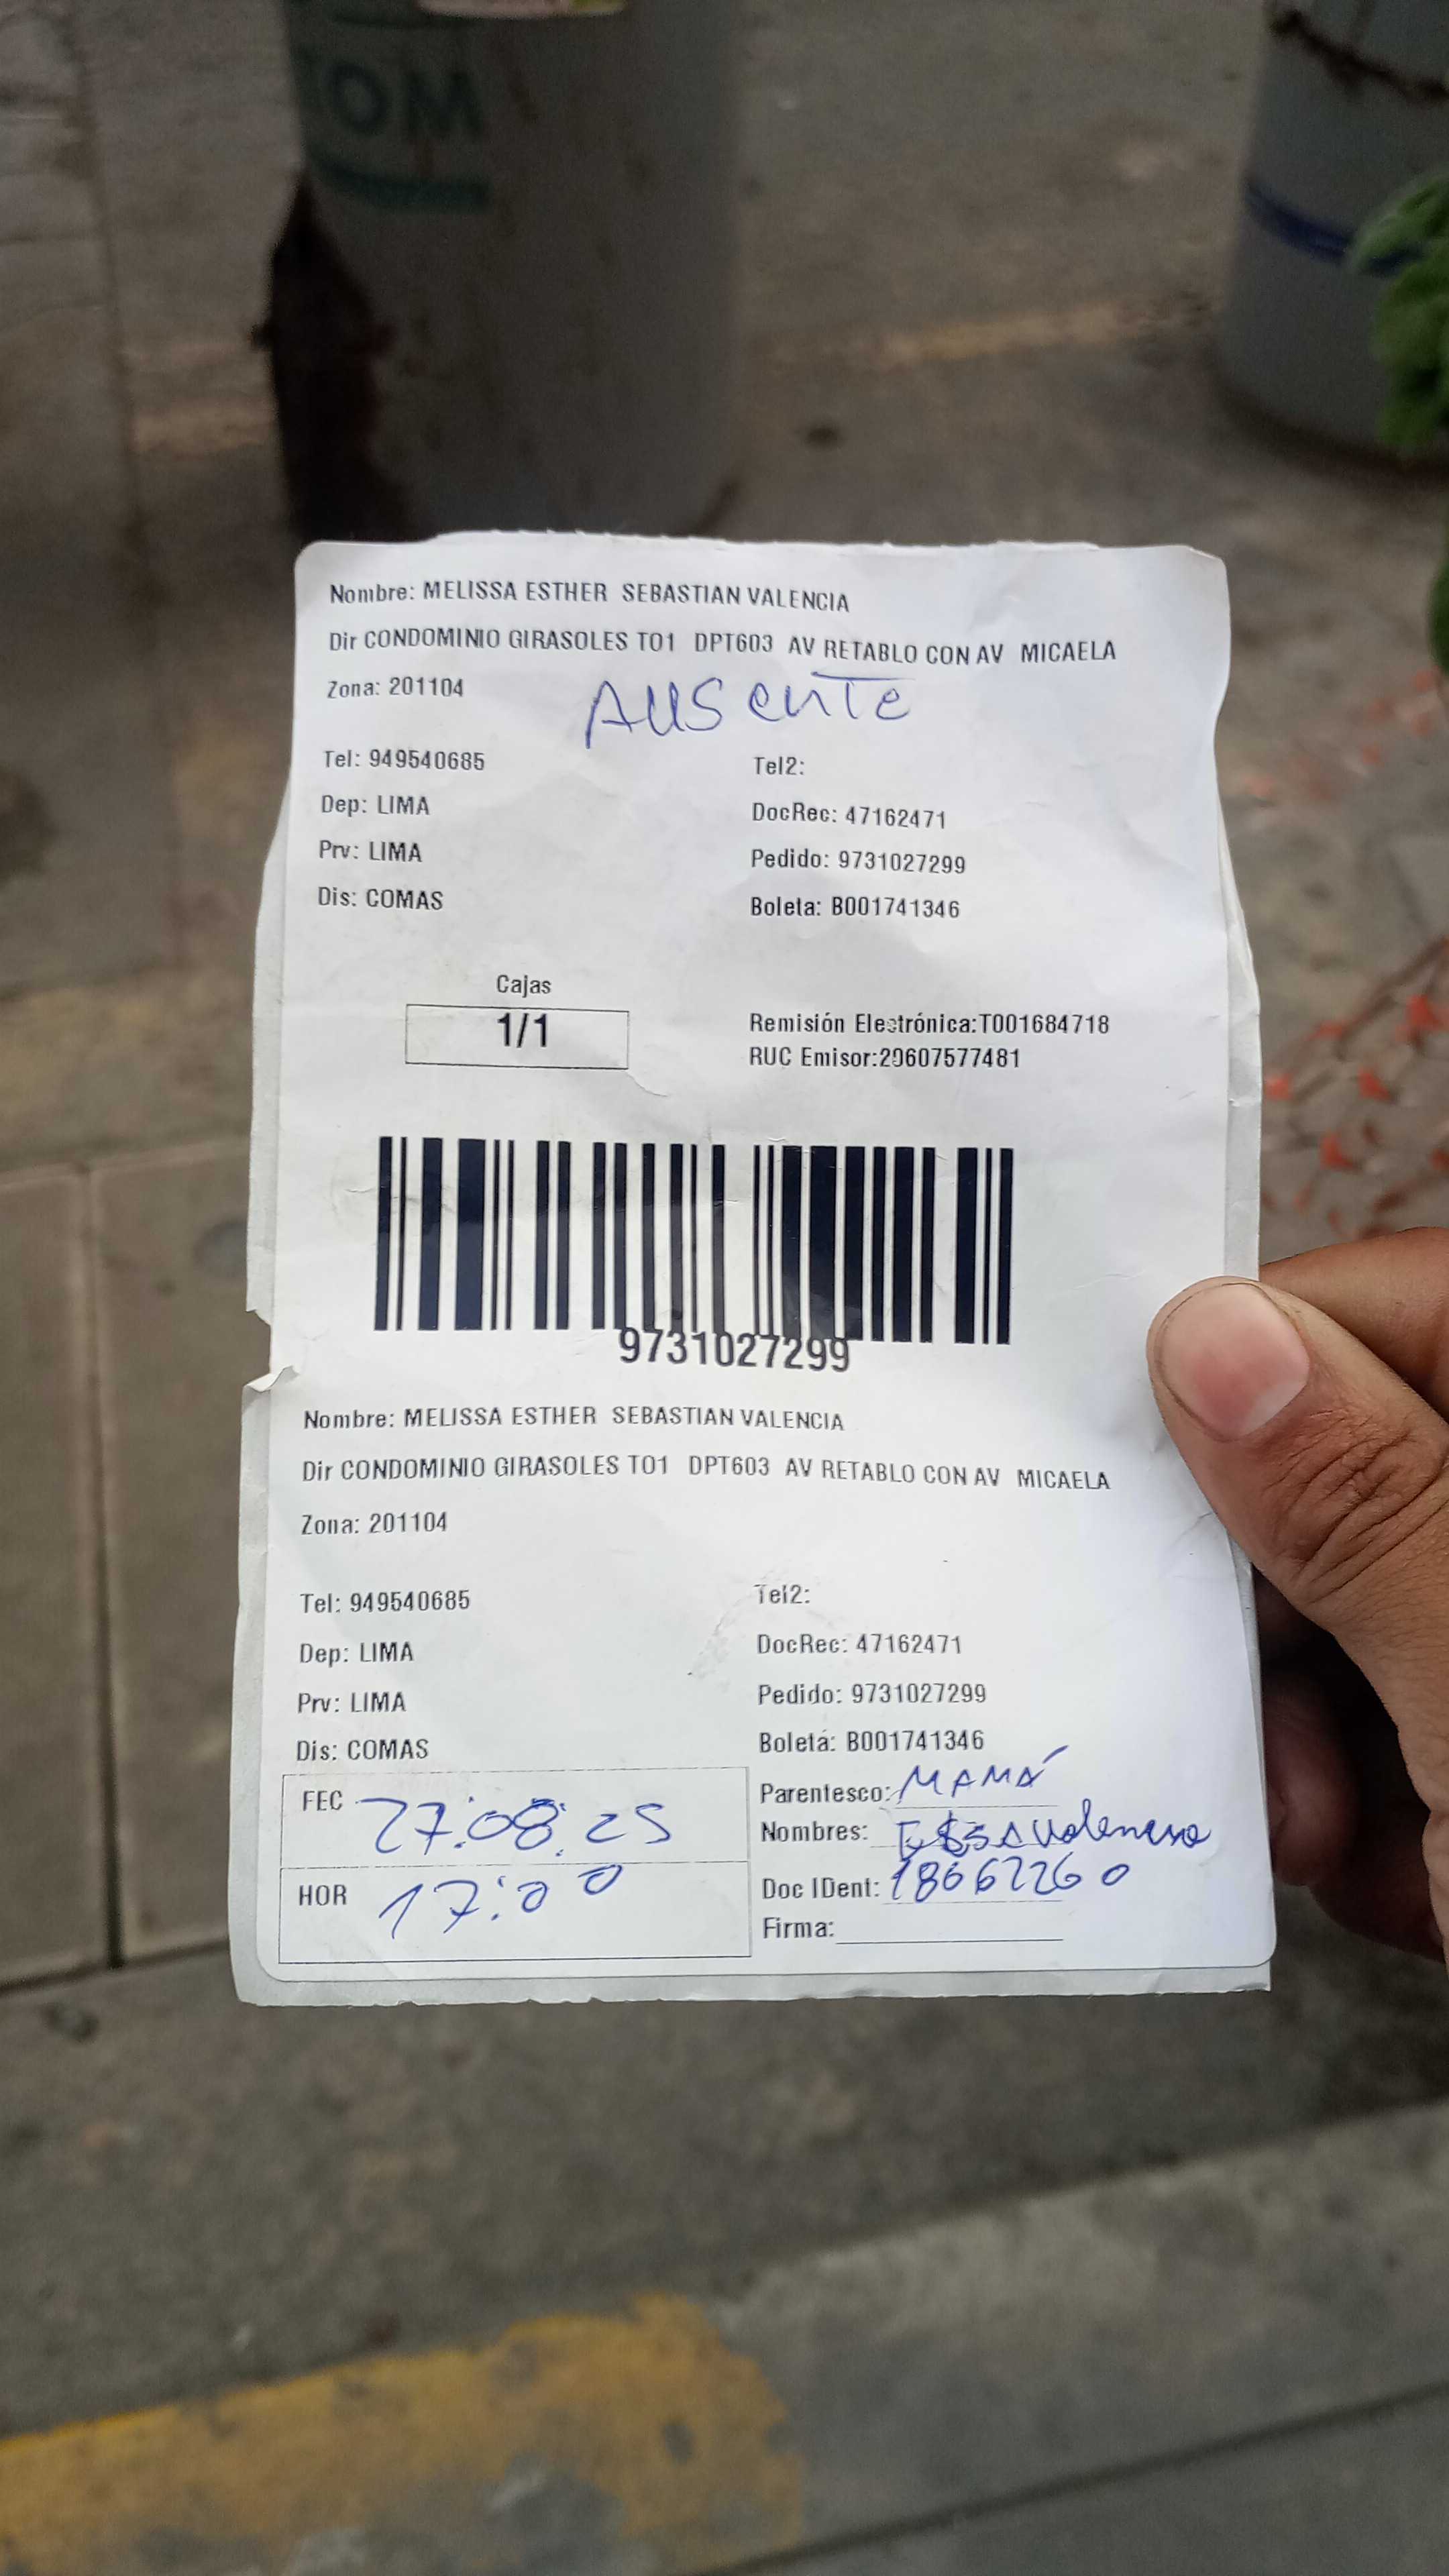 OM
Nombre: MELISSA ESTHER SEBASTIAN VALENCIA
Dir CONDOMINIO GIRASOLES TO1 DPT603 AV RETABLO CON AV MICAELA
Zona: 201104
Ausente
Tel: 949540685 Tel2:
Dep: LIMA DocRec: 47162471
Prv: LIMA Pedido: 9731027299
Dis: COMAS Boleta: B001741346
Cajas
1/1
Remisión Electrónica:T001684718
RUC Emisor:20607577481
9731027299
Nombre: MELISSA ESTHER SEBASTIAN VALENCIA
Dir CONDOMINIO GIRASOLES TO1 DPT603 AV RETABLO CON AV MICAELA
Zona: 201104
Tel: 949540685 Tel2:
Dep: LIMA DocRec: 47162471
Prv: LIMA Pedido: 9731027299
Dis: COMAS Boleta: B001741346
FEC 27.08.25 Parentesco: MAMÁ
Nombres: Valencia
HOR 17:00 Doc IDent: 18662260
Firma: